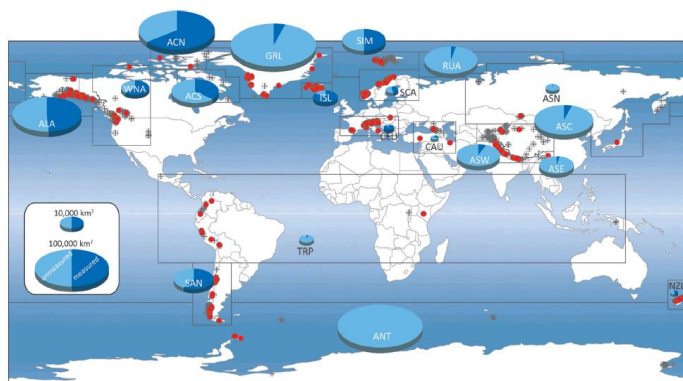 ACN
GRL
SIM
RUA
WNA
ACS
ISL
SCA
ASN
ALA
CEU
CAU
ASC
ASW
ASE
10,000 km²
100,000 km²
unmeasured
measured
TRP
SAN
NZL
ANT